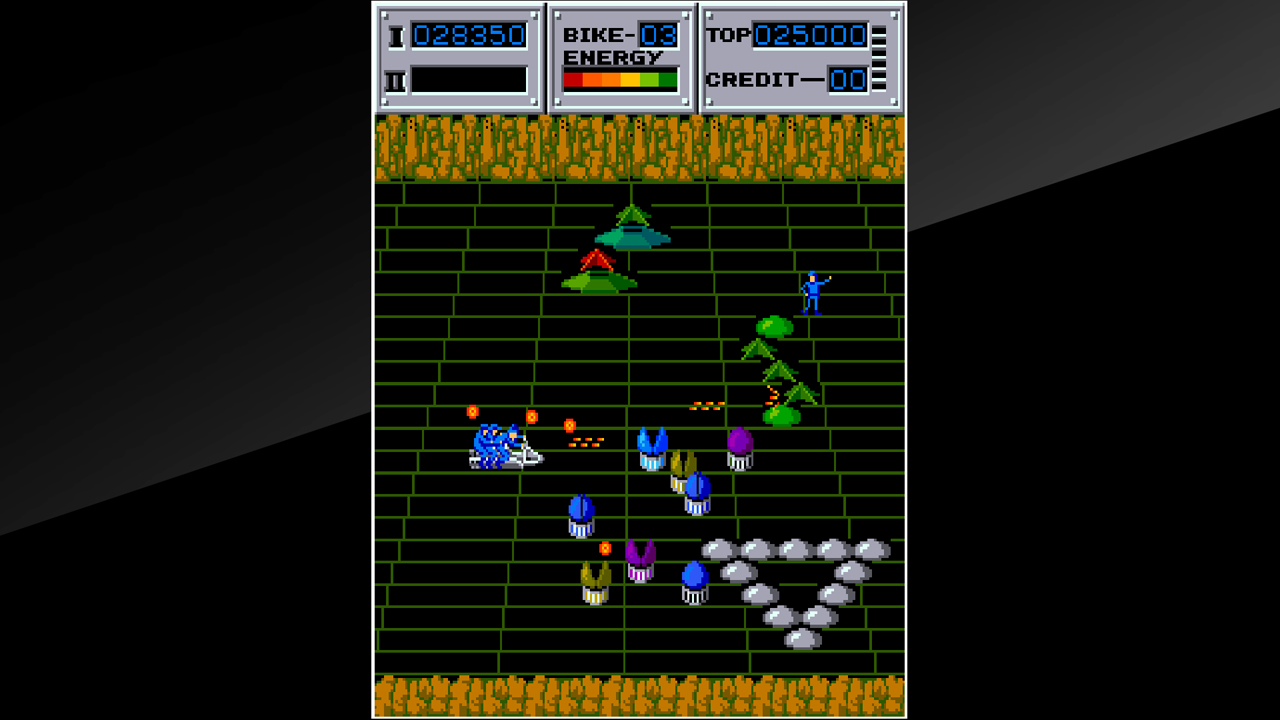 I 028350
II
BIKE-03
ENERGY
TOP 025000
CREDIT—00